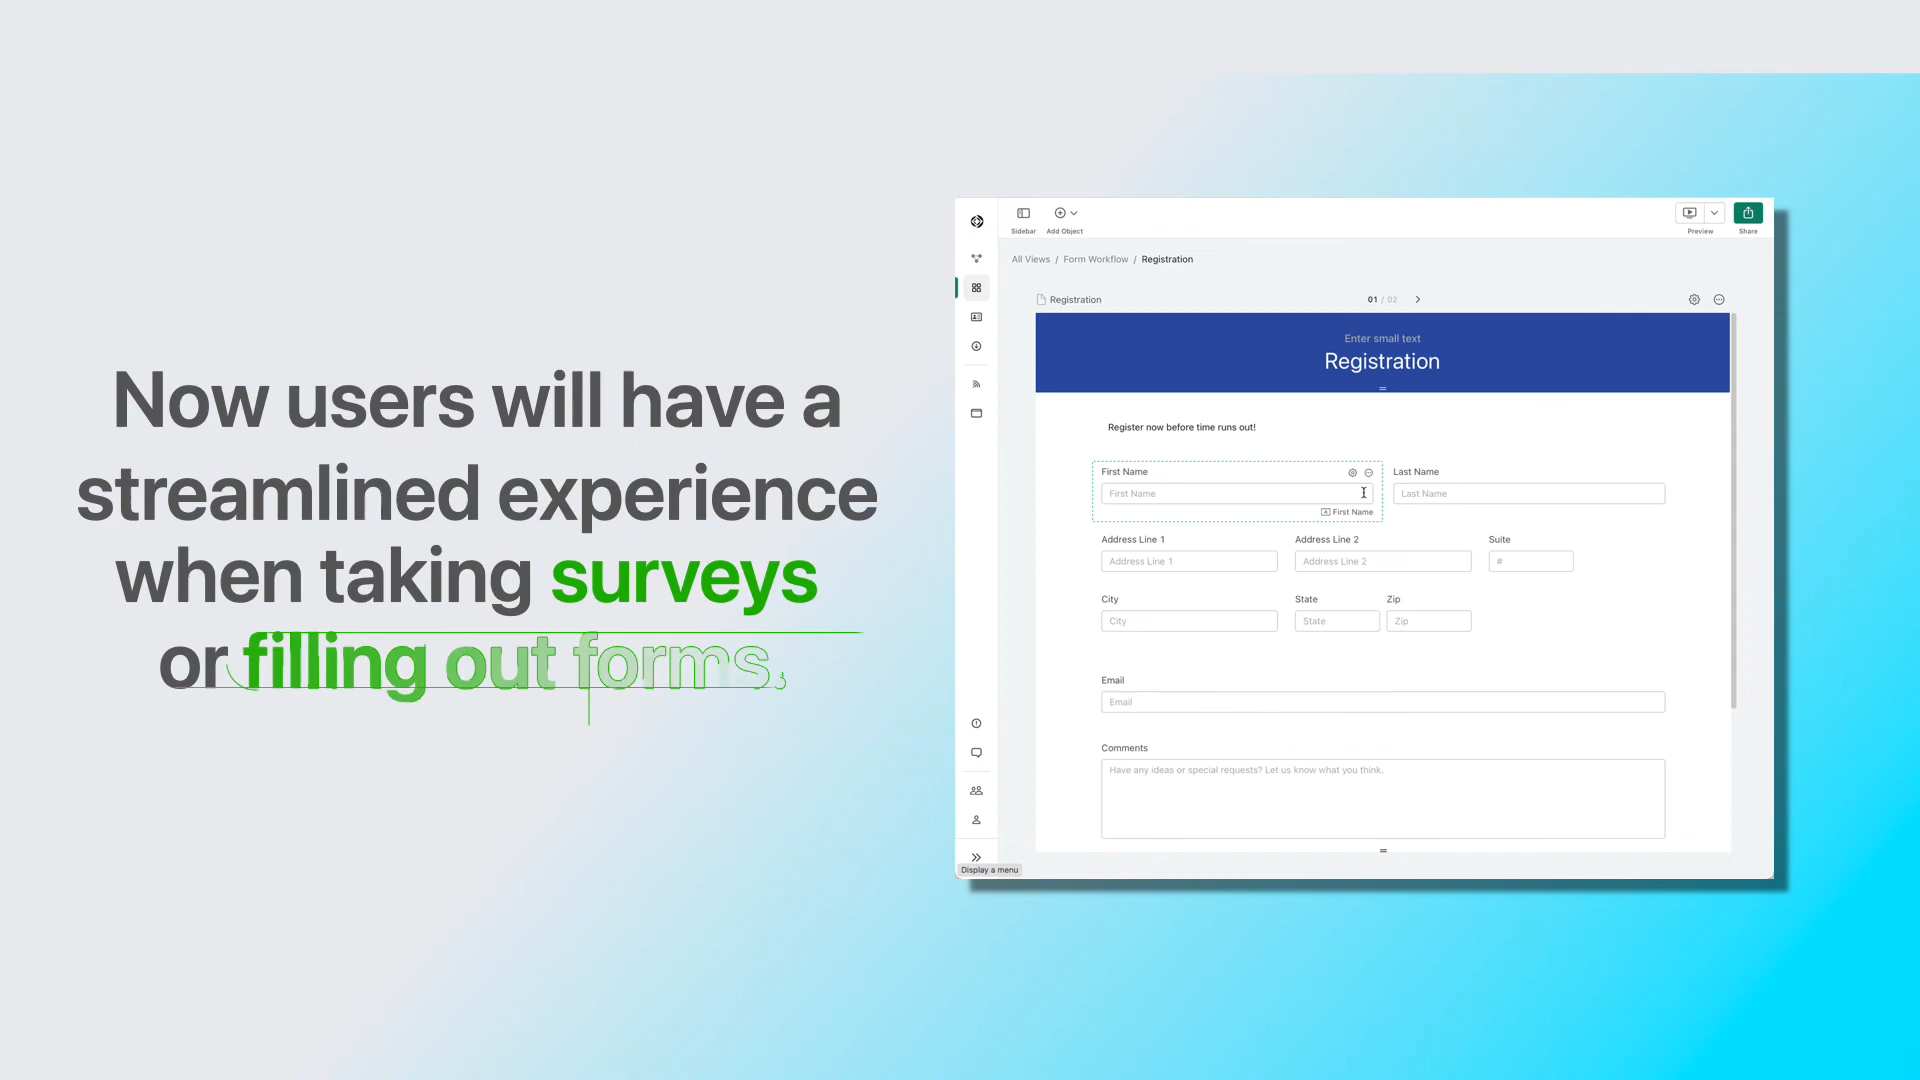 Now users will have a
streamlined experience
when taking surveys
or filling out forms.
Sidebar
Add Object
Preview
Share
All Views / Form Workflow / Registration
Registration
01 / 02
Enter small text
Registration
Register now before time runs out!
First Name
Last Name
First Name
Last Name
First Name
Address Line 1
Address Line 2
Suite
Address Line 1
Address Line 2
#
City
State
Zip
City
State
Zip
Email
Email
Comments
Have any ideas or special requests? Let us know what you think.
Display a menu